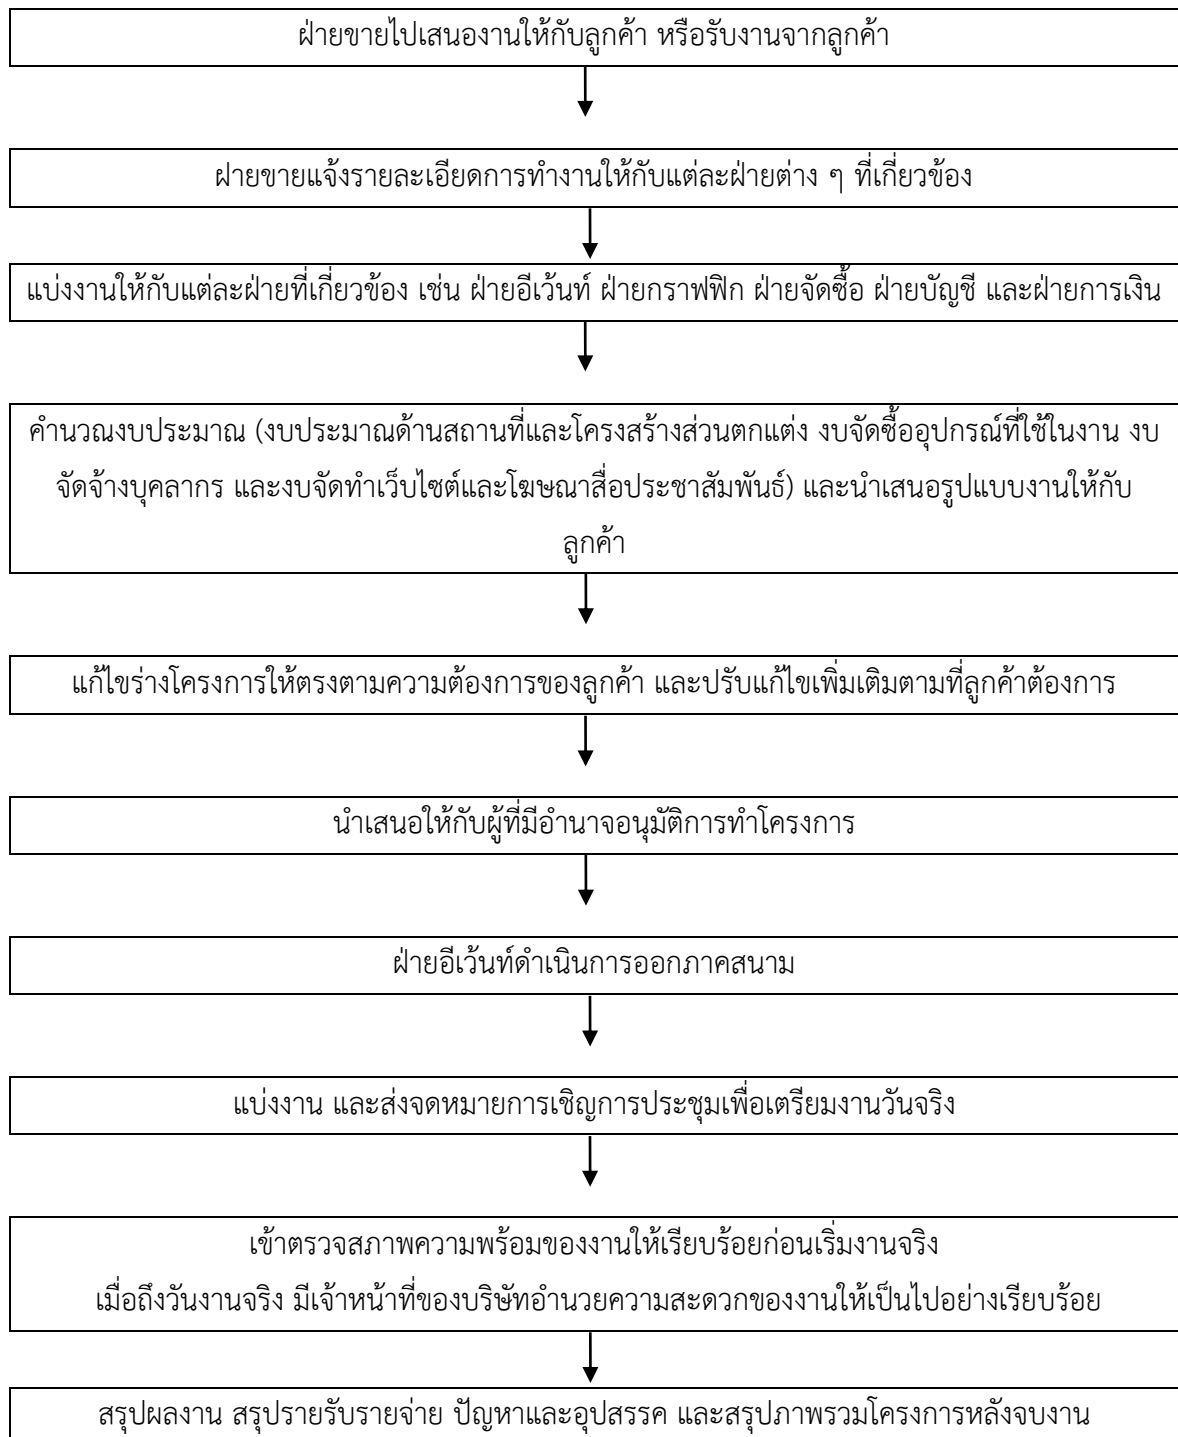 ฝ่ายขายไปเสนองานให้กับลูกค้า หรือรับงานจากลูกค้า
ฝ่ายขายแจ้งรายละเอียดการทำงานให้กับแต่ละฝ่ายต่าง ๆ ที่เกี่ยวข้อง
แบ่งงานให้กับแต่ละฝ่ายที่เกี่ยวข้อง เช่น ฝ่ายอีเว้นท์ ฝ่ายกราฟฟิก ฝ่ายจัดซื้อ ฝ่ายบัญชี และฝ่ายการเงิน
คำนวณงบประมาณ (งบประมาณด้านสถานที่และโครงสร้างส่วนตกแต่ง งบจัดซื้ออุปกรณ์ที่ใช้ในงาน งบ
จัดจ้างบุคลากร และงบจัดทำเว็บไซต์และโฆษณาสื่อประชาสัมพันธ์) และนำเสนอรูปแบบงานให้กับ
ลูกค้า
แก้ไขร่างโครงการให้ตรงตามความต้องการของลูกค้า และปรับแก้ไขเพิ่มเติมตามที่ลูกค้าต้องการ
นำเสนอให้กับผู้ที่มีอำนาจอนุมัติการทำโครงการ
ฝ่ายอีเว้นท์ดำเนินการออกภาคสนาม
แบ่งงาน และส่งจดหมายการเชิญการประชุมเพื่อเตรียมงานวันจริง
เข้าตรวจสภาพความพร้อมของงานให้เรียบร้อยก่อนเริ่มงานจริง
เมื่อถึงวันงานจริง มีเจ้าหน้าที่ของบริษัทอำนวยความสะดวกของงานให้เป็นไปอย่างเรียบร้อย
สรุปผลงาน สรุปรายรับรายจ่าย ปัญหาและอุปสรรค และสรุปภาพรวมโครงการหลังจบงาน